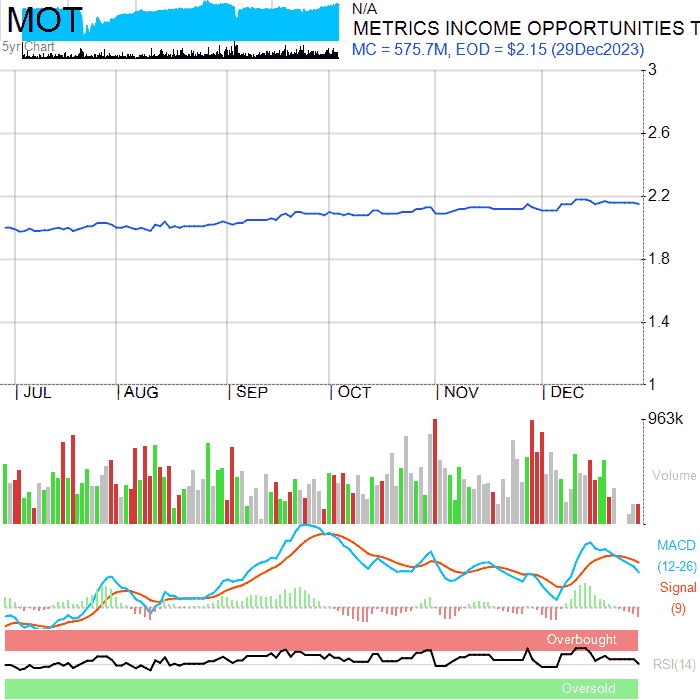 MOT
5yr Chart
N/A
METRICS INCOME OPPORTUNITIES T
MC = 575.7M, EOD = $2.15 (29Dec2023)
3
2.6
2.2
1.8
1.4
1
JUL AUG SEP OCT NOV DEC
963k
Volume
MACD
(12-26)
Signal
(9)
Overbought
RSI(14)
Oversold